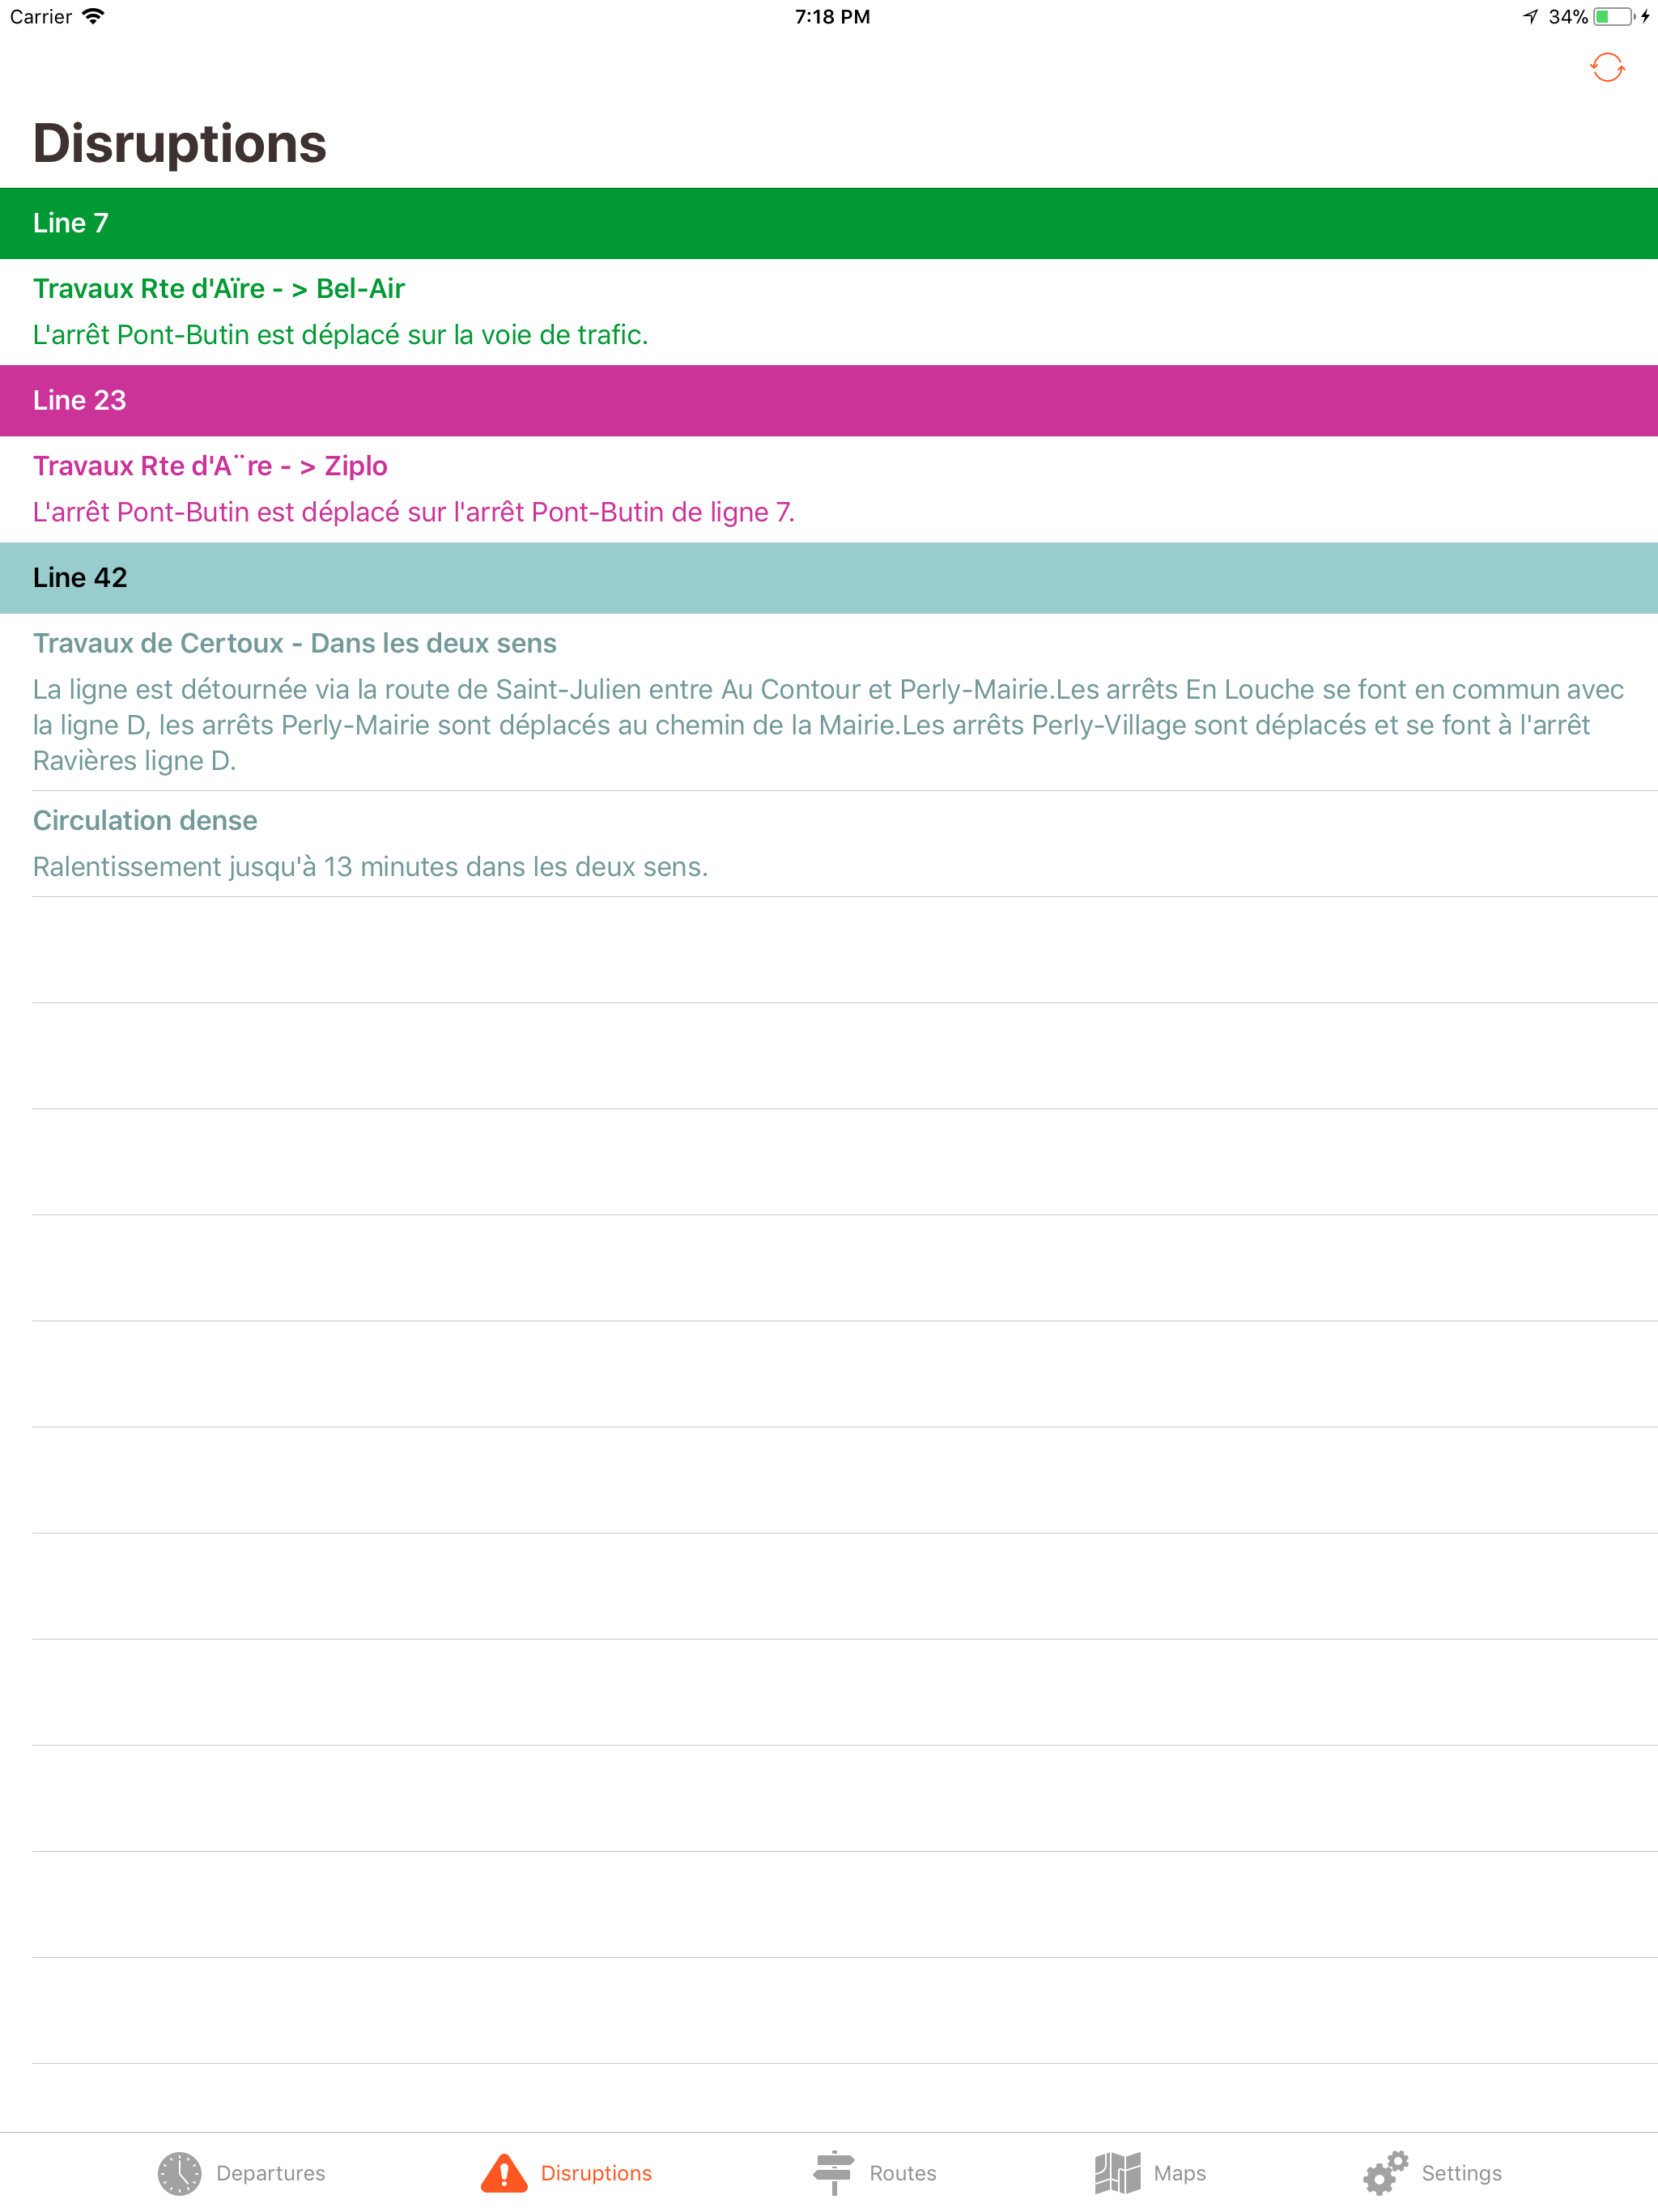 Carrier
7:18 PM
34%
Disruptions
Line 7
Travaux Rte d'Aïre - > Bel-Air
L'arrêt Pont-Butin est déplacé sur la voie de trafic.
Line 23
Travaux Rte d'A¨re - > Ziplo
L'arrêt Pont-Butin est déplacé sur l'arrêt Pont-Butin de ligne 7.
Line 42
Travaux de Certoux - Dans les deux sens
La ligne est détournée via la route de Saint-Julien entre Au Contour et Perly-Mairie.Les arrêts En Louche se font en commun avec
la ligne D, les arrêts Perly-Mairie sont déplacés au chemin de la Mairie.Les arrêts Perly-Village sont déplacés et se font à l'arrêt
Ravières ligne D.
Circulation dense
Ralentissement jusqu'à 13 minutes dans les deux sens.
Departures
Disruptions
Routes
Maps
Settings